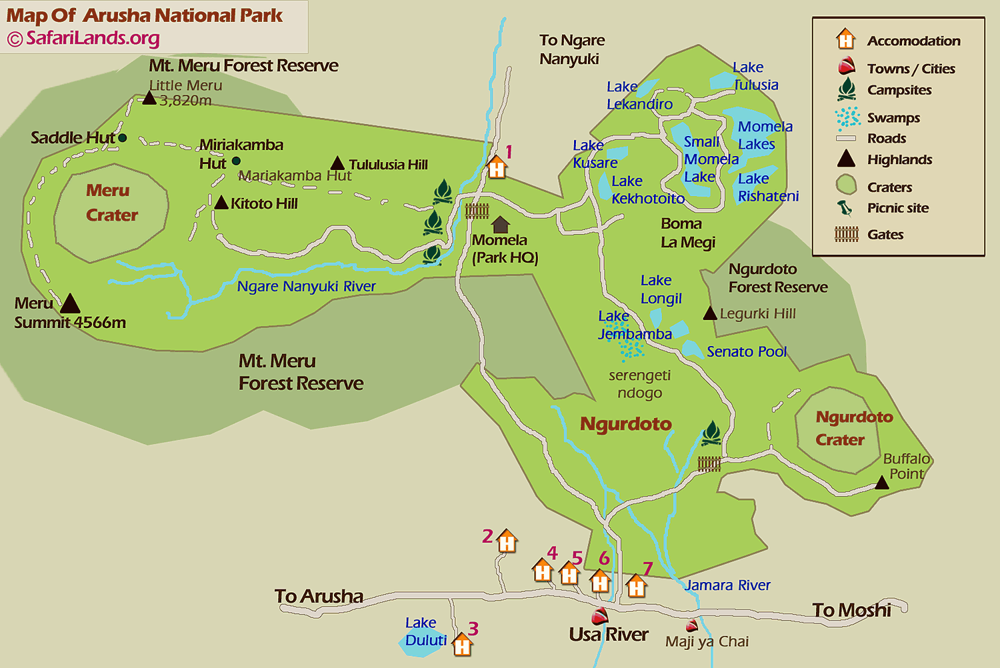 Map Of Arusha National Park
© SafariLands.org
Mt. Meru Forest Reserve
Little Meru
3,820m
Saddle Hut
Miriakamba
Hut
Mariakamba Hut
Tululusia Hill
Kitoto Hill
Meru
Crater
Meru
Summit 4566m
Ngare Nanyuki River
Mt. Meru
Forest Reserve
To Ngare
Nanyuki
1
Momela
(Park HQ)
Lake
Lekandiro
Lake
Tulusia
Momela
Lakes
Small
Momela
Lake
Lake
Rishateni
Lake
Kusare
Lake
Kekhotoito
Boma
La Megi
Ngurdoto
Forest Reserve
Legurki Hill
Lake
Longil
Lake
Jembamba
Senato Pool
serengeti
ndogo
Ngurdoto
Ngurdoto
Crater
Buffalo
Point
2
4
5
6
7
3
To Arusha
Lake
Duluti
Usa River
Jamara River
Maji ya Chai
To Moshi
H
H
H
H
H
H
H
H
Accomodation
Towns / Cities
Campsites
Swamps
Roads
Highlands
Craters
Picnic site
Gates